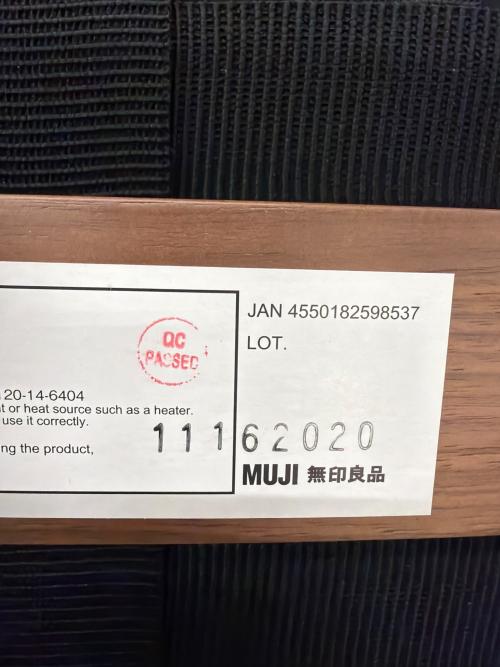 JAN 4550182598537
LOT.
QC
PASSED
120-14-6404
t or heat source such as a heater.
use it correctly.
ng the product,
11162020
MUJI 無印良品